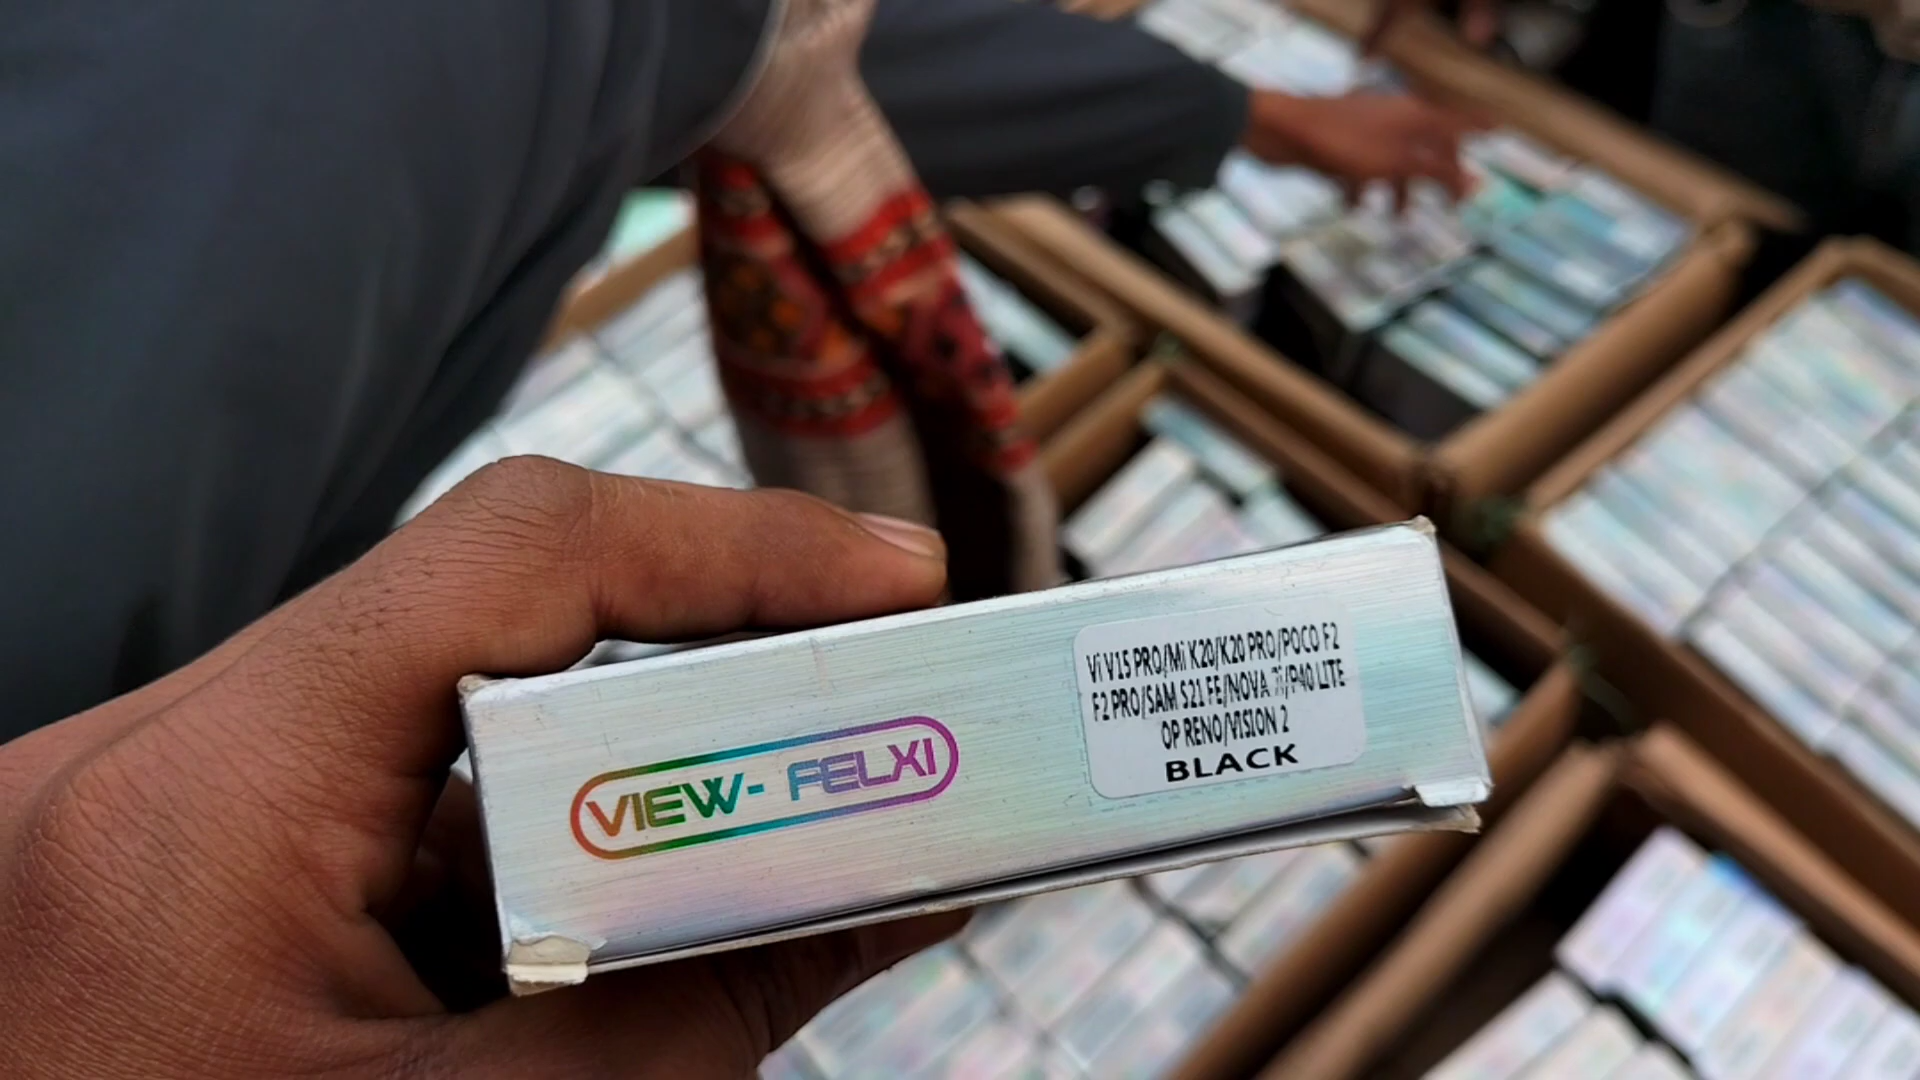 VIEW- FELXI
Vi V15 PRO/Mi K20/K20 PRO/POCO F2
F2 PRO/SAM S21 FE/NOVA 7i/P40 LITE
OP RENO/VISION 2
BLACK